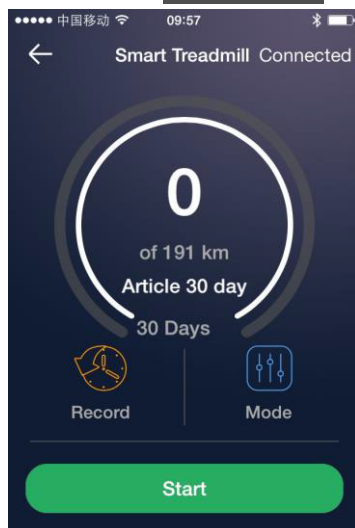 中国移动 09:57
Smart Treadmill Connected
0
of 191 km
Article 30 day
30 Days
Record Mode
Start